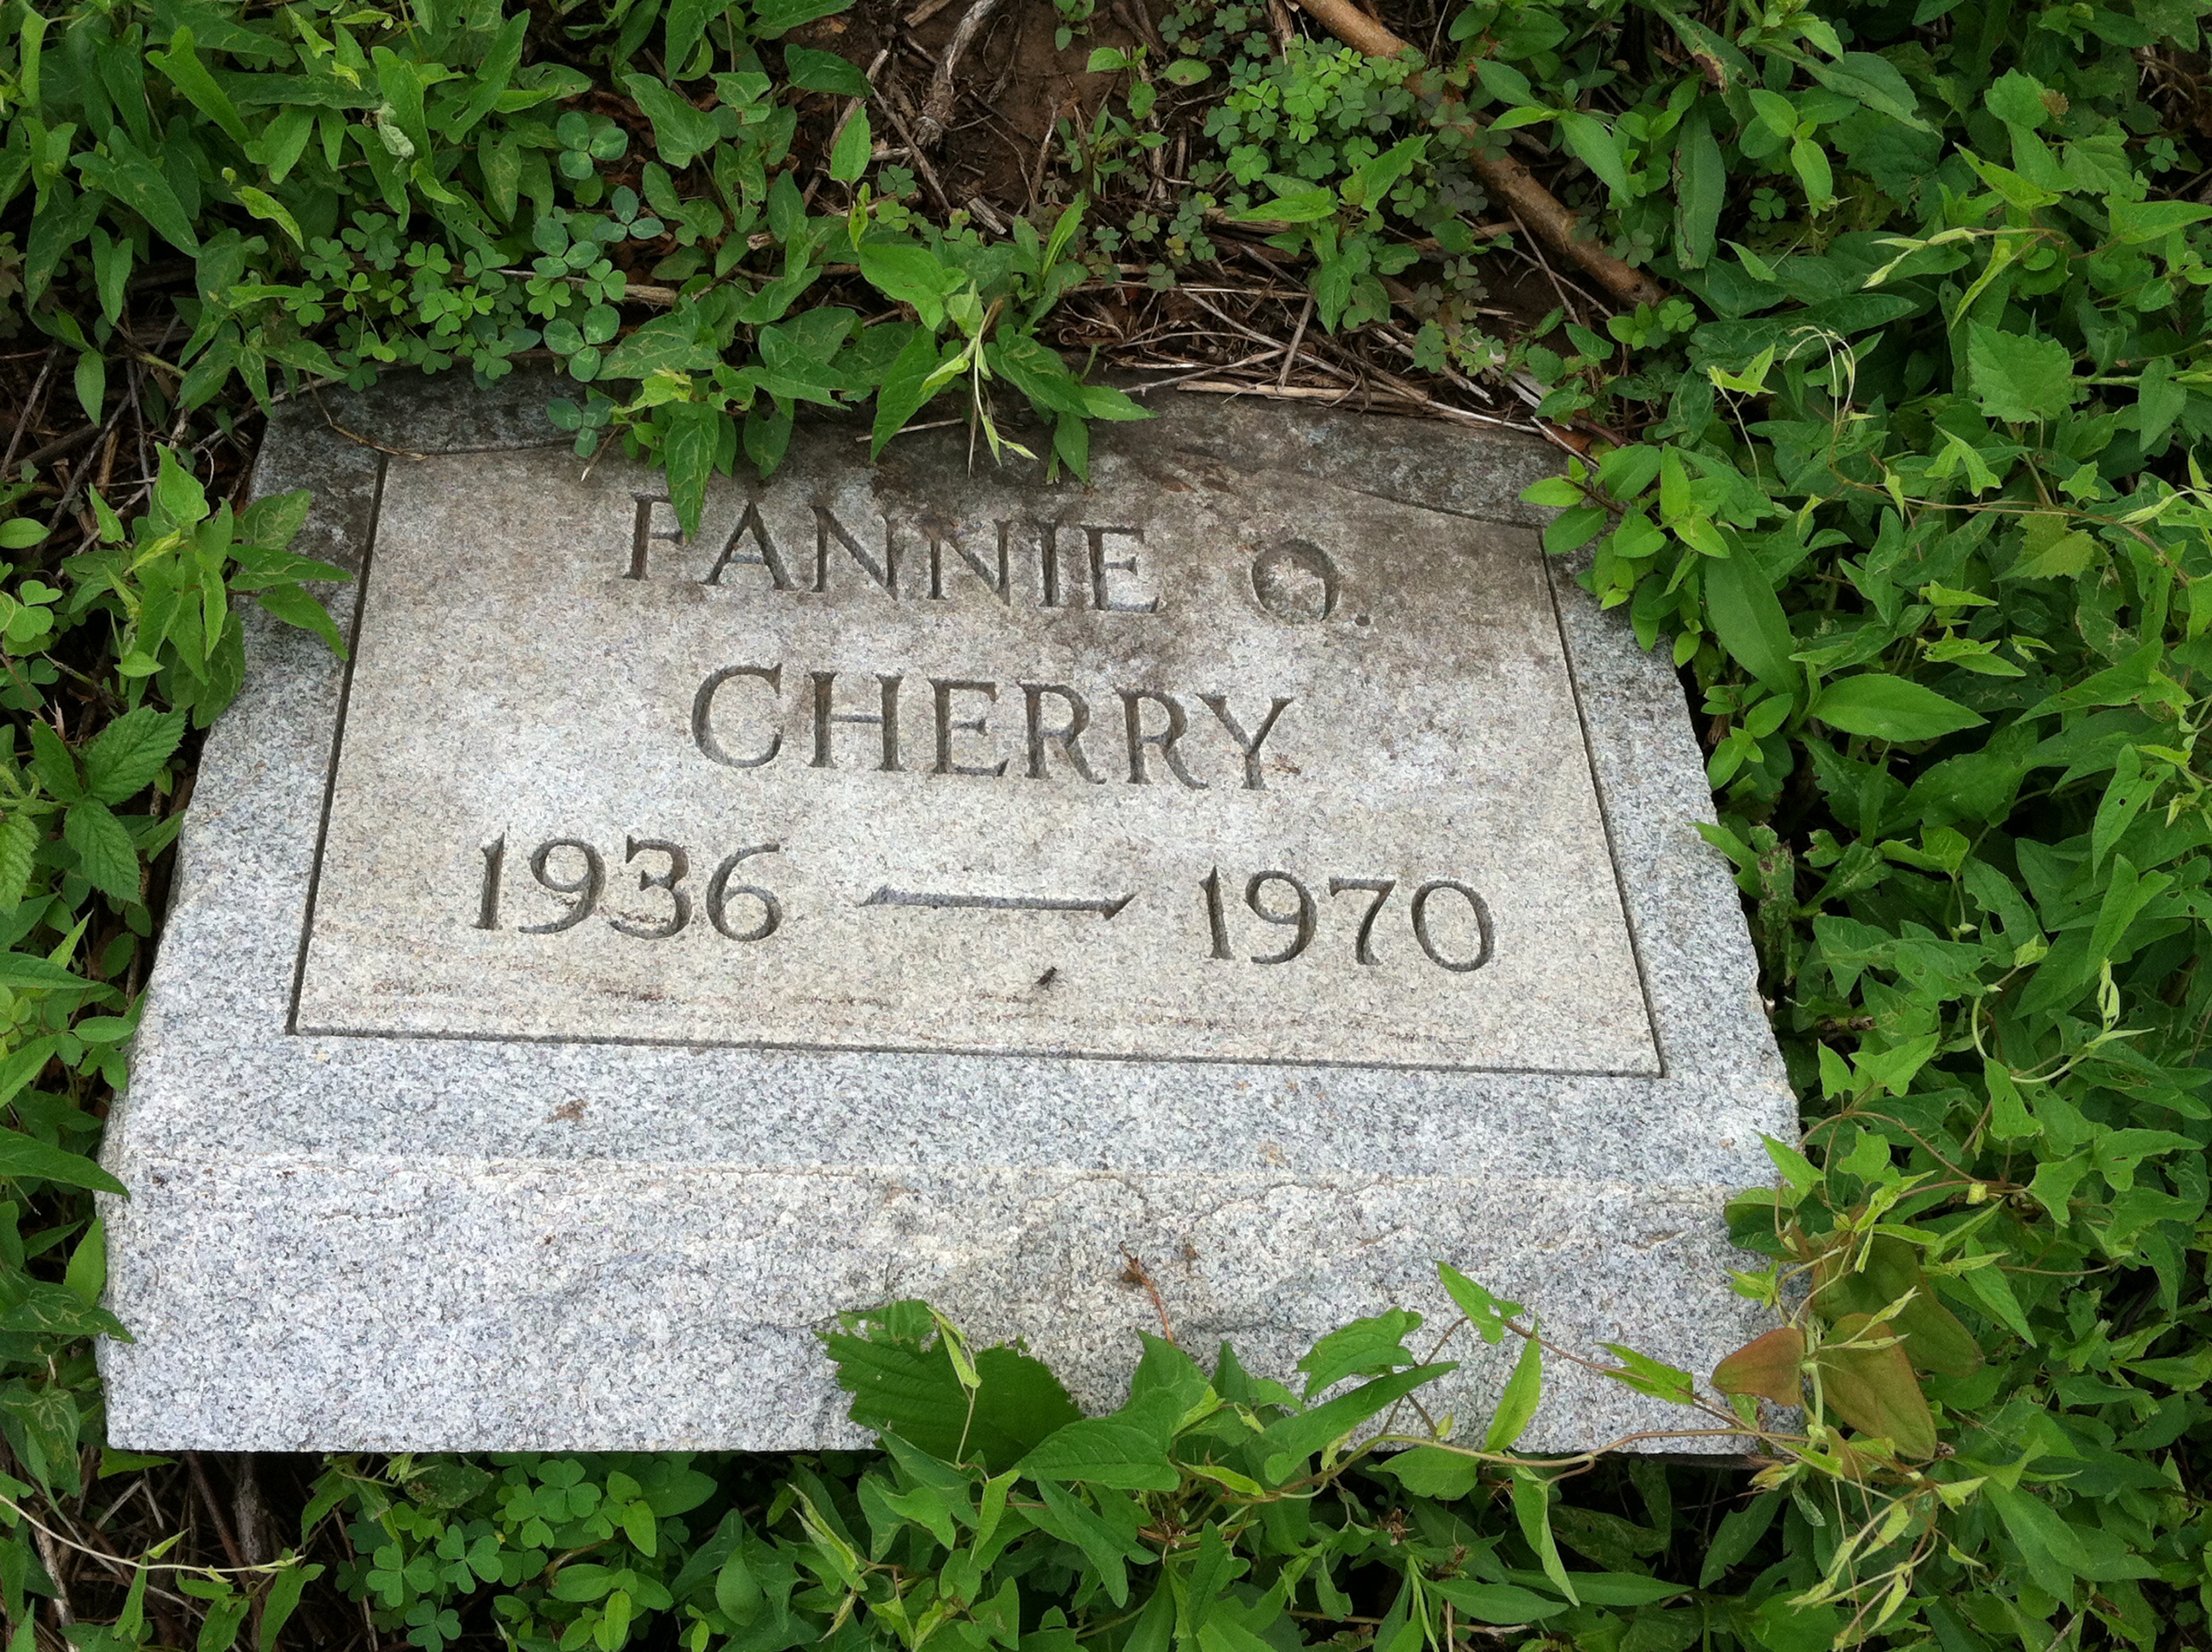 FANNIE O.
CHERRY
1936 — 1970